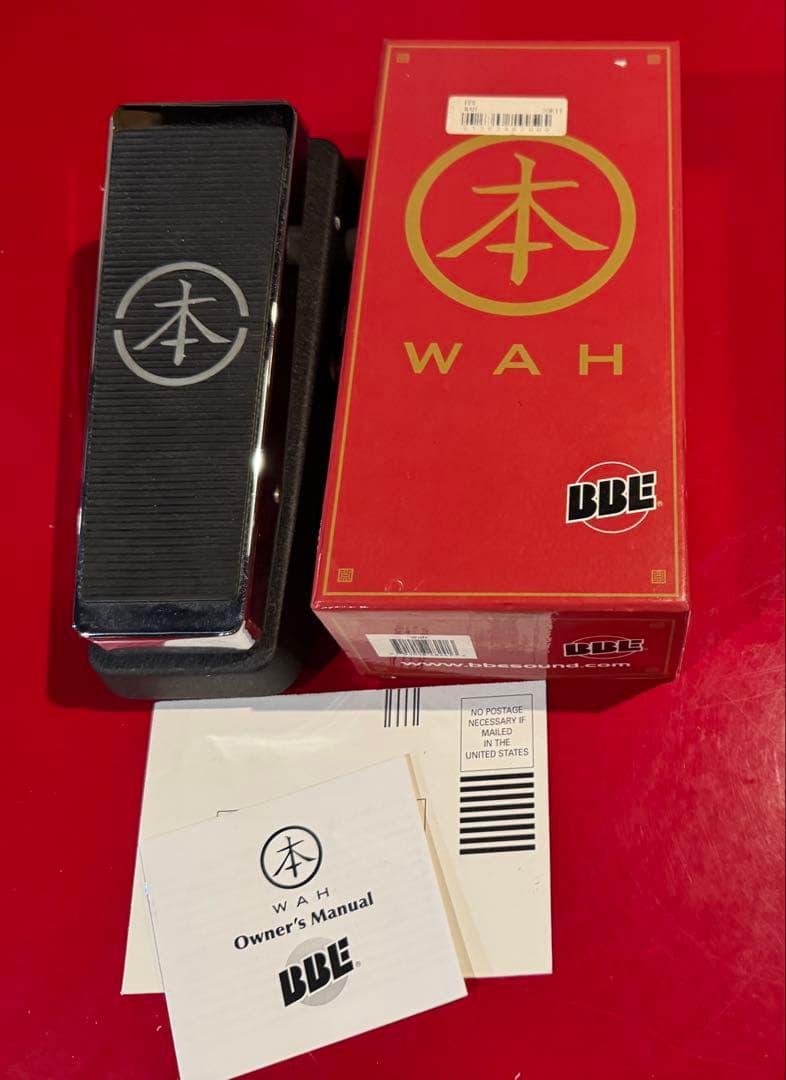 本
本
WAH
BBE
BBE
www.bbesound.com
NO POSTAGE
NECESSARY IF
MAILED
IN THE
UNITED STATES
本
WAH
Owner's Manual
BBE